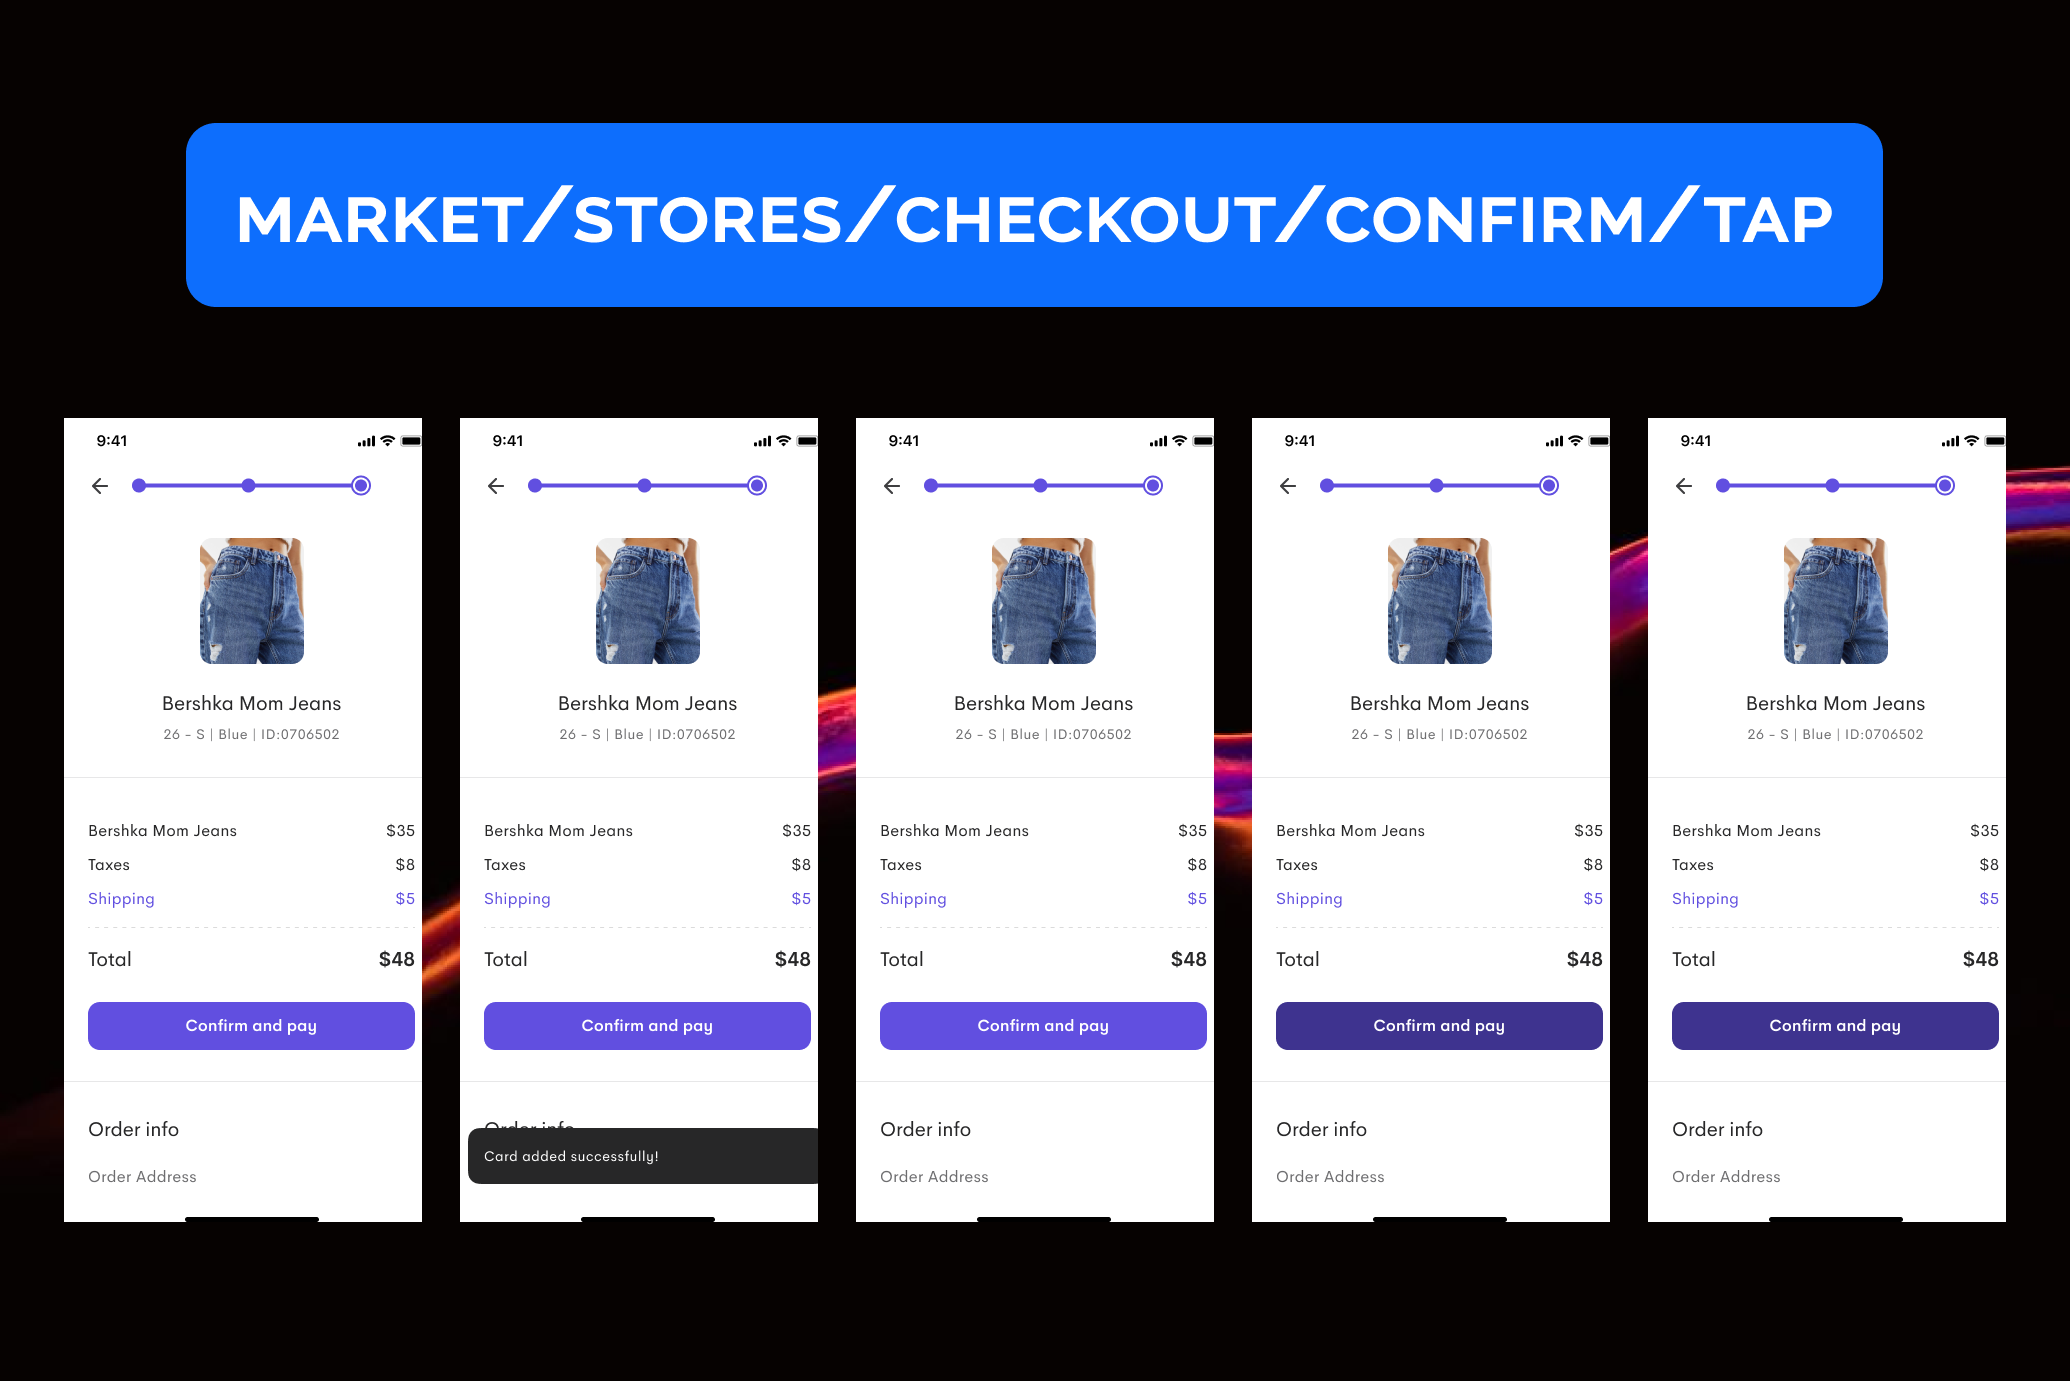 MARKET/STORES/CHECKOUT/CONFIRM/TAP
9:41
Bershka Mom Jeans
26 - S | Blue | ID:0706502
Bershka Mom Jeans $35
Taxes $8
Shipping $5
Total $48
Confirm and pay
Order info
Order Address
9:41
Bershka Mom Jeans
26 - S | Blue | ID:0706502
Bershka Mom Jeans $35
Taxes $8
Shipping $5
Total $48
Confirm and pay
Order info
Card added successfully!
9:41
Bershka Mom Jeans
26 - S | Blue | ID:0706502
Bershka Mom Jeans $35
Taxes $8
Shipping $5
Total $48
Confirm and pay
Order info
Order Address
9:41
Bershka Mom Jeans
26 - S | Blue | ID:0706502
Bershka Mom Jeans $35
Taxes $8
Shipping $5
Total $48
Confirm and pay
Order info
Order Address
9:41
Bershka Mom Jeans
26 - S | Blue | ID:0706502
Bershka Mom Jeans $35
Taxes $8
Shipping $5
Total $48
Confirm and pay
Order info
Order Address